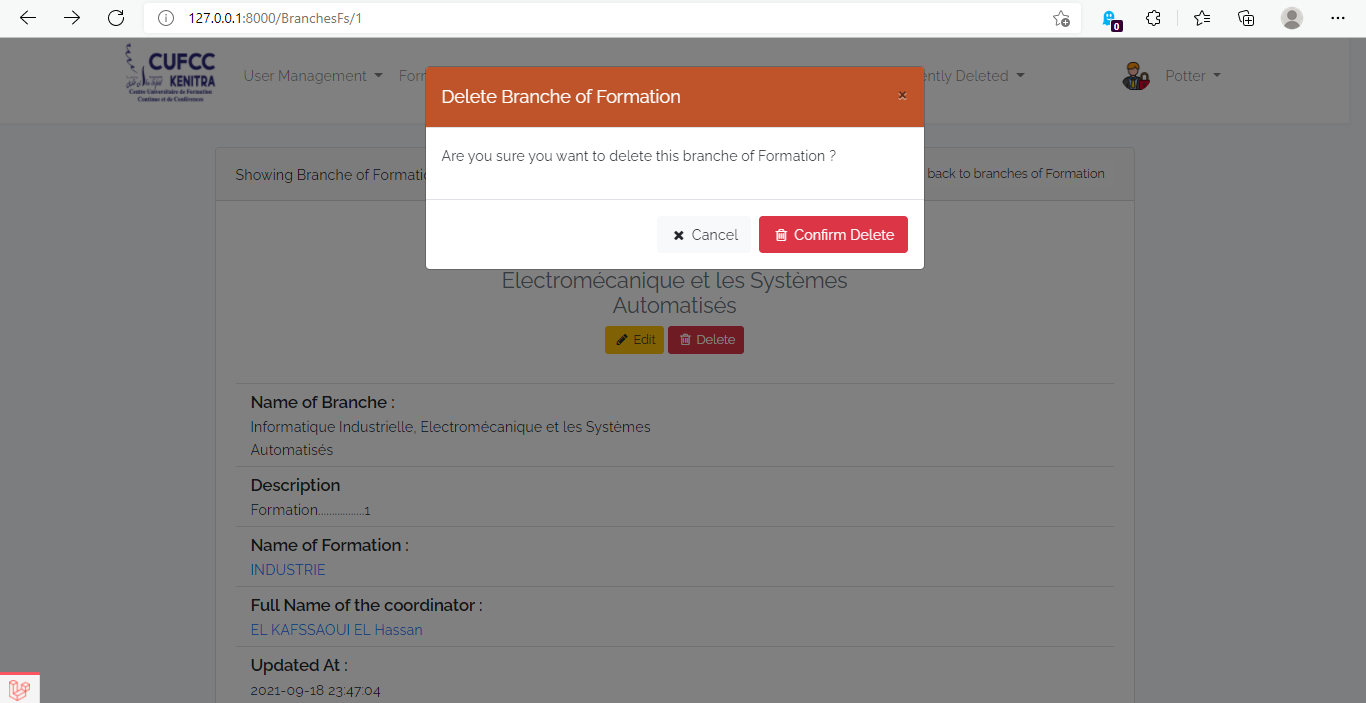 127.0.0.1:8000/BranchesFs/1
0
CUFCC
KENITRA
Centre Universitaire de Formation
Continue et de Conférences
User Management
ently Deleted
Potter
Delete Branche of Formation
×
Are you sure you want to delete this branche of Formation ?
Cancel
Confirm Delete
Showing Branche of
back to branches of Formation
Electromécanique et les Systèmes
Automatisés
Edit
Delete
Name of Branche :
Informatique Industrielle, Electromécanique et les Systèmes
Automatisés
Description
Formation.................1
Name of Formation :
INDUSTRIE
Full Name of the coordinator :
EL KAFSSAOUI EL Hassan
Updated At :
2021-09-18 23:47:04